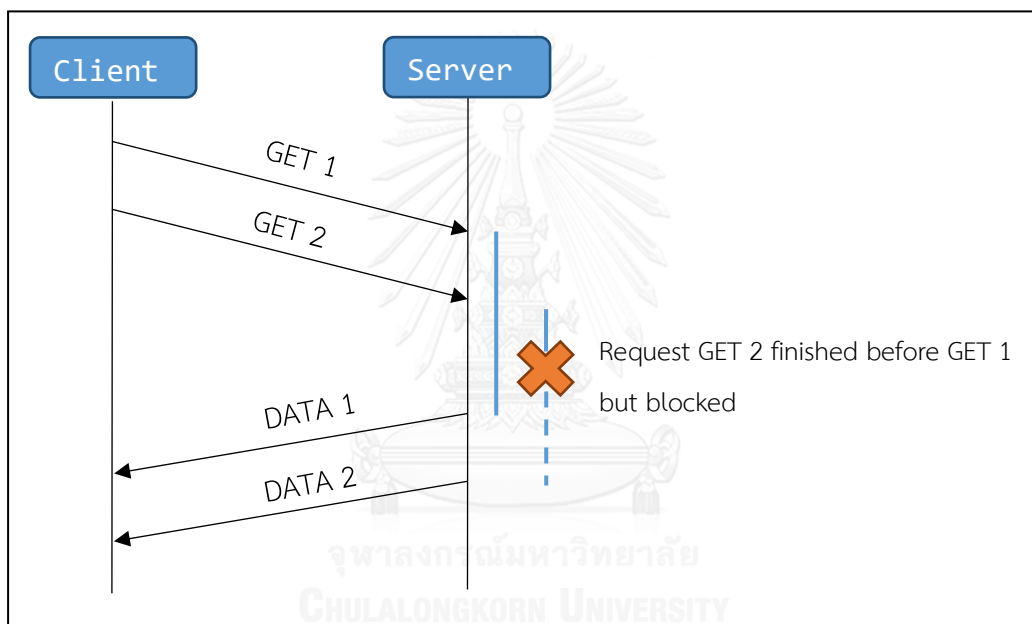 Client
Server
GET 1
GET 2
Request GET 2 finished before GET 1
but blocked
DATA 1
DATA 2
จุฬาลงกรณ์มหาวิทยาลัย
CHULALONGKORN UNIVERSITY